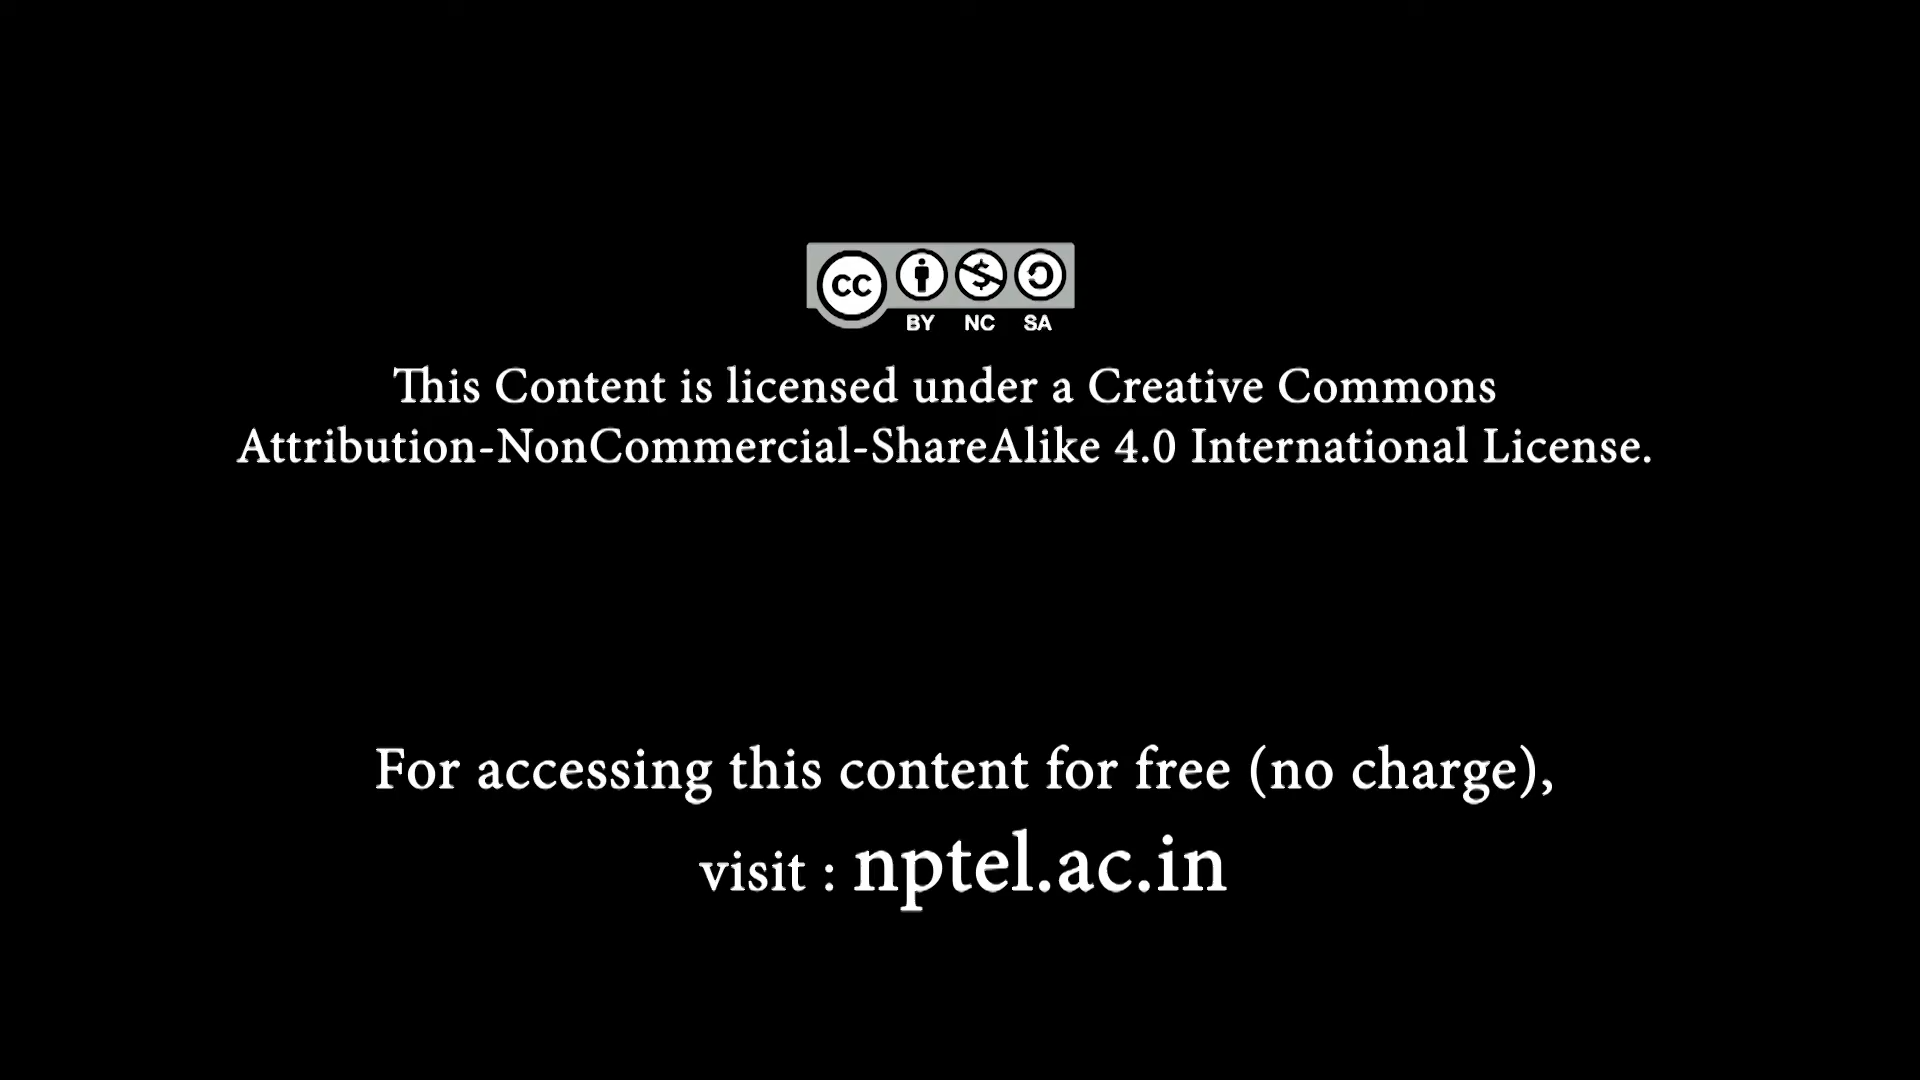 CC BY NC SA
This Content is licensed under a Creative Commons
Attribution-NonCommercial-ShareAlike 4.0 International License.
For accessing this content for free (no charge),
visit : nptel.ac.in